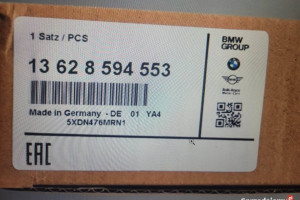 1 Satz / PCS
BMW
GROUP
13 62 8 594 553
Made in Germany - DE 01 YA4
5XDN476MRN1
EAC